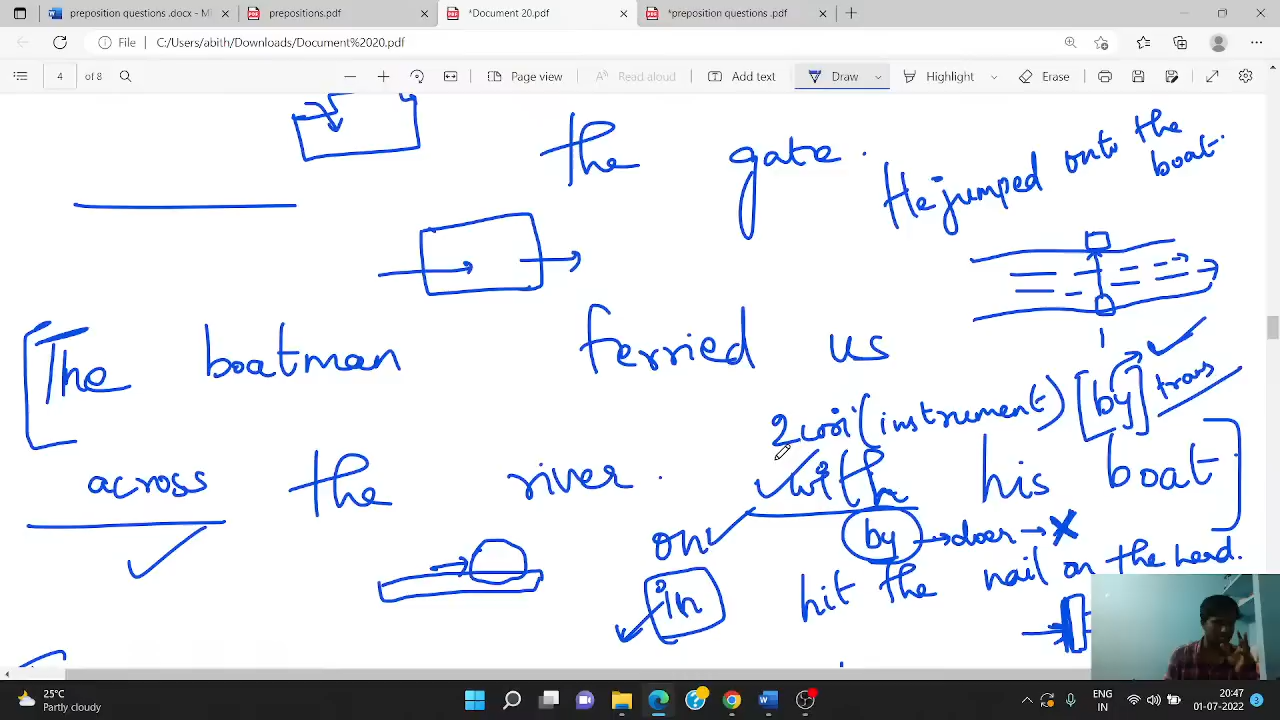 preposition questions .docx - Mi
prepositions.pdf
*Document 20.pdf
*preposition questions .pdf
File
C:/Users/abith/Downloads/Document%2020.pdf
4
of 8
Page view
Read aloud
Add text
Draw
Highlight
Erase
the gate.
He jumped onto the
boat.
The boatman ferried us
(instrument) [by] trans
across the river. with his boat
on by → doer → X
in hit the nail on the head.
25°C
Partly cloudy
ENG
IN
20:47
01-07-2022
3